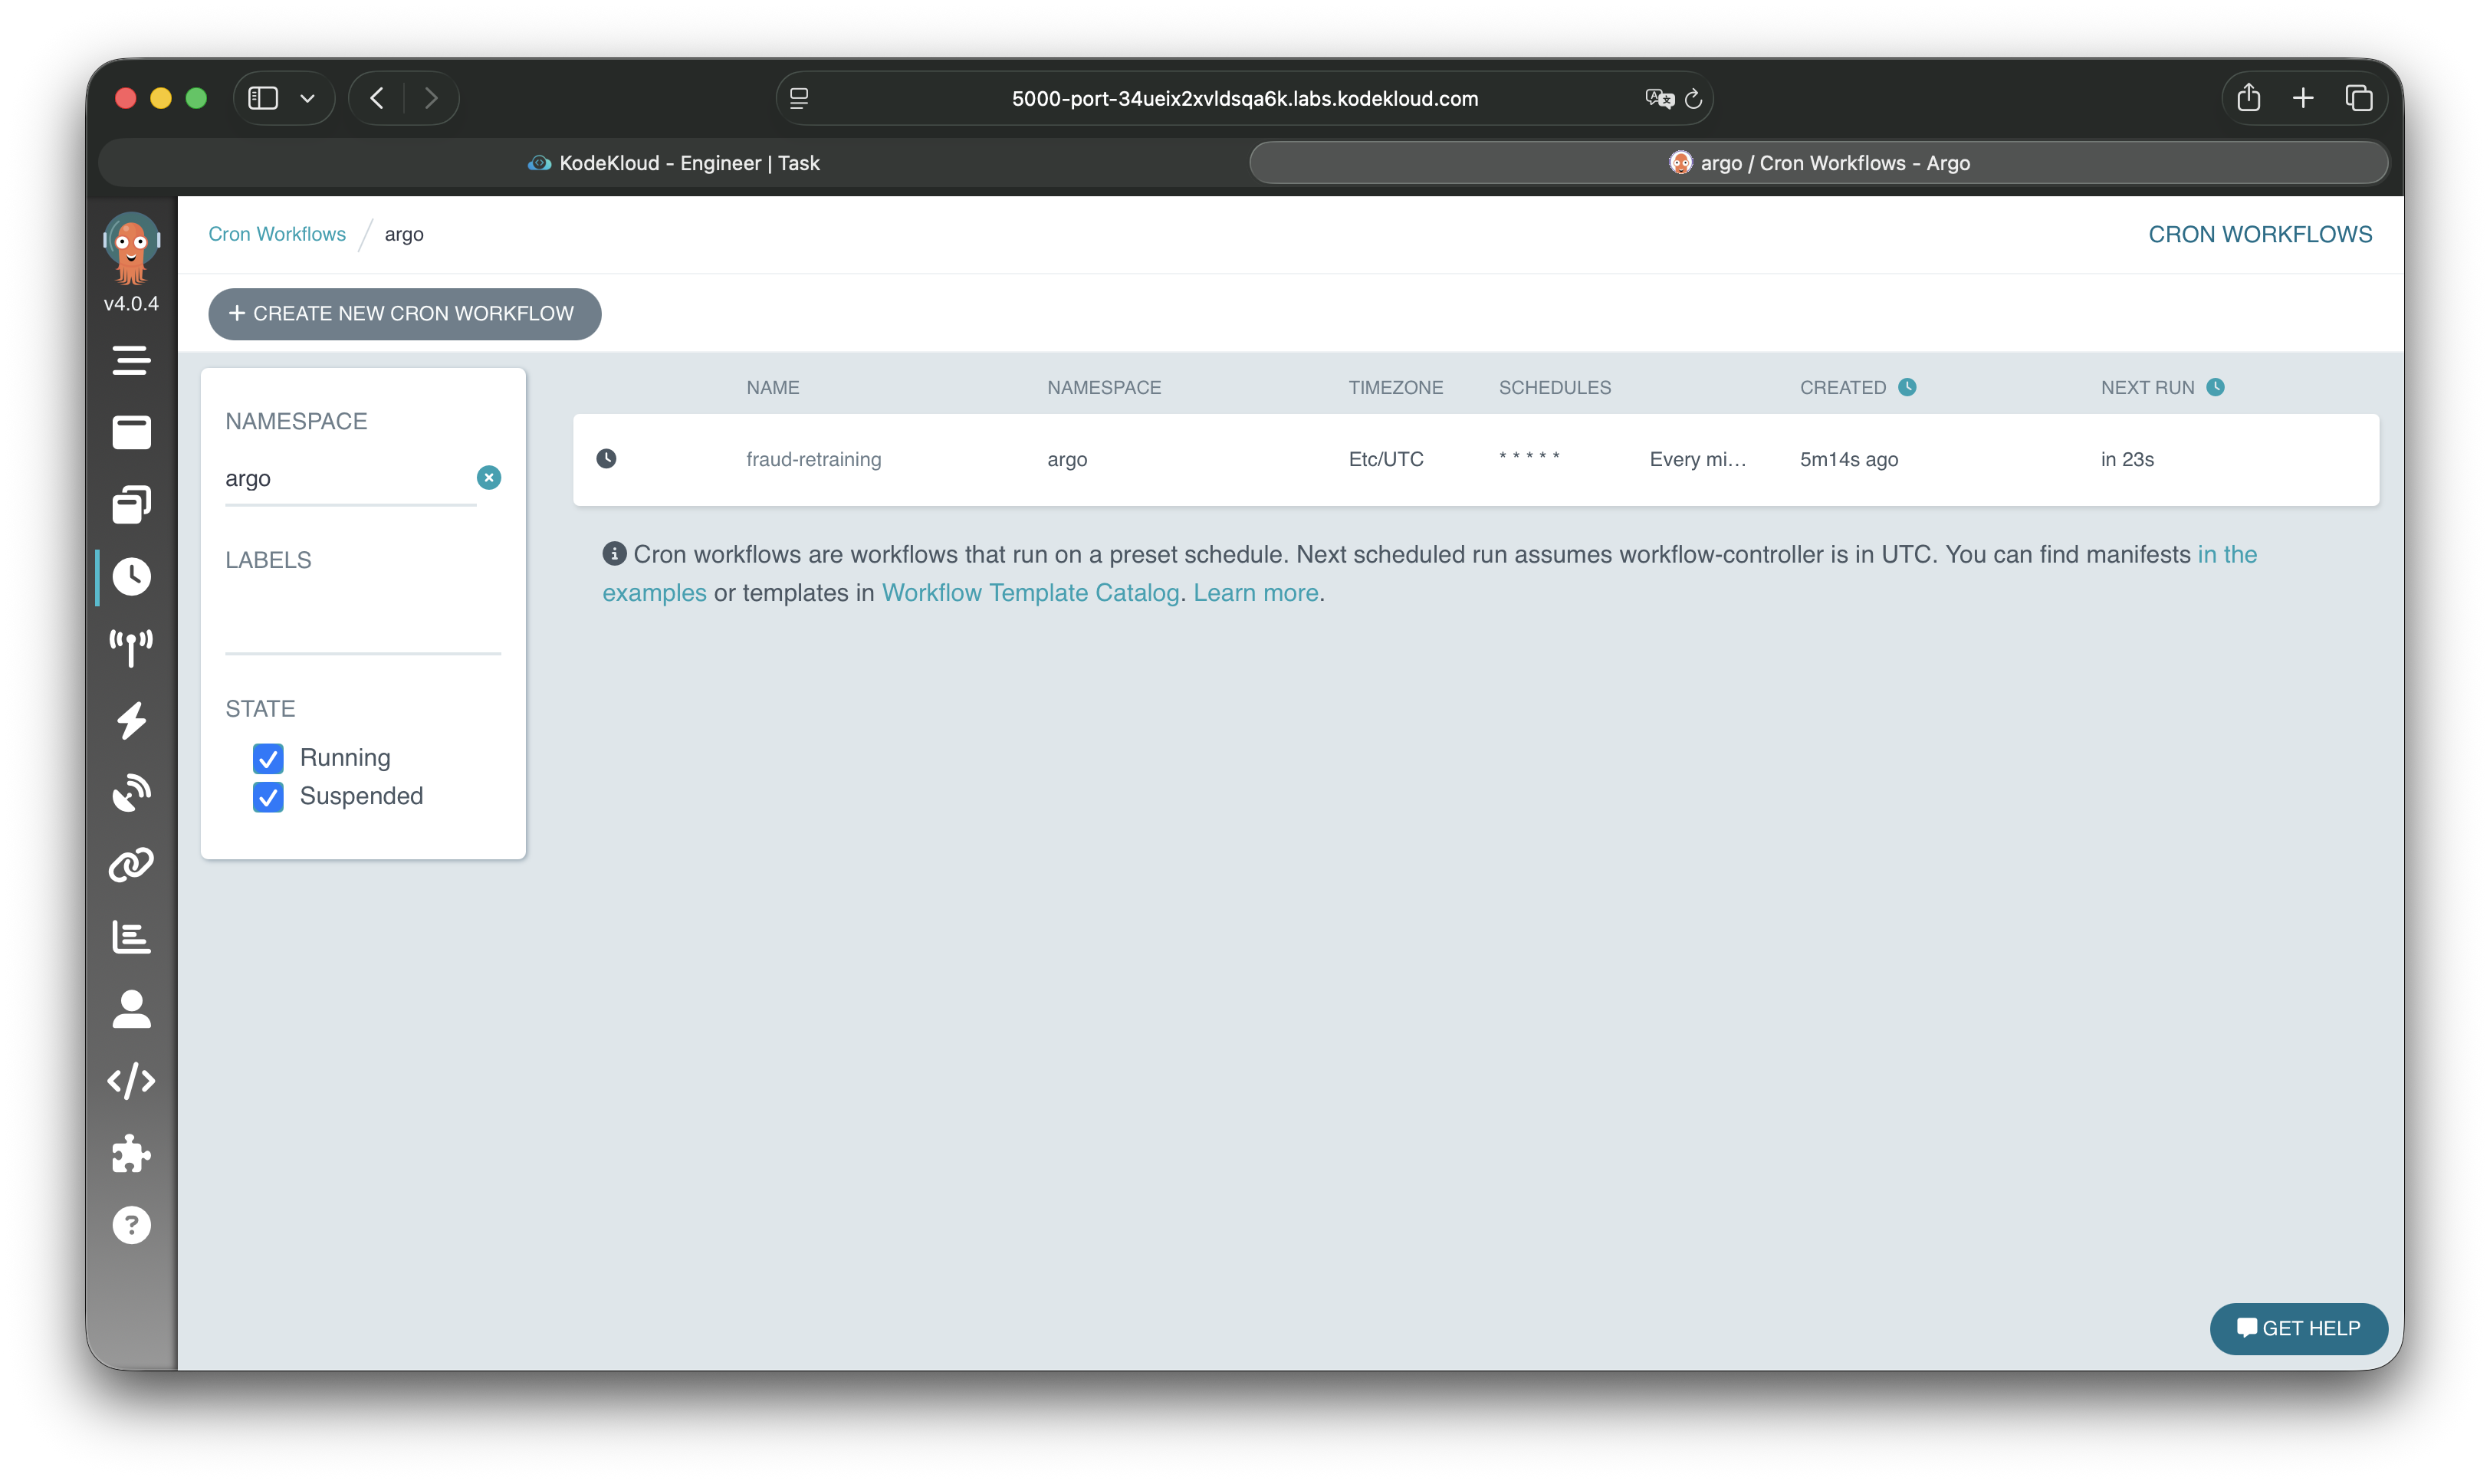 5000-port-34ueix2xvldsqa6k.labs.kodekloud.com
KodeKloud - Engineer | Task
argo / Cron Workflows - Argo
v4.0.4
Cron Workflows / argo
CRON WORKFLOWS
+ CREATE NEW CRON WORKFLOW
NAMESPACE
argo
LABELS
STATE
Running
Suspended
NAME NAMESPACE TIMEZONE SCHEDULES CREATED NEXT RUN
fraud-retraining argo Etc/UTC * * * * * Every mi... 5m14s ago in 23s
Cron workflows are workflows that run on a preset schedule. Next scheduled run assumes workflow-controller is in UTC. You can find manifests in the
examples or templates in Workflow Template Catalog. Learn more.
GET HELP